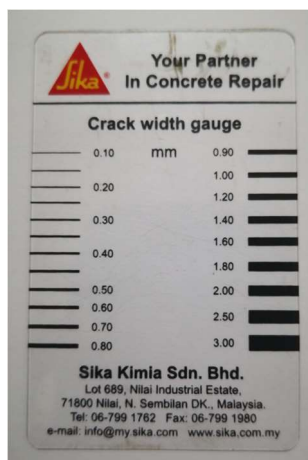 Sika®
Your Partner
In Concrete Repair
Crack width gauge
0.10 mm 0.90
1.00
0.20
1.20
0.30 1.40
1.60
0.40
1.80
0.50 2.00
0.60
2.50
0.70
0.80 3.00
Sika Kimia Sdn. Bhd.
Lot 689, Nilai Industrial Estate,
71800 Nilai, N. Sembilan DK., Malaysia.
Tel: 06-799 1762 Fax: 06-799 1980
e-mail: info@my.sika.com www.sika.com.my